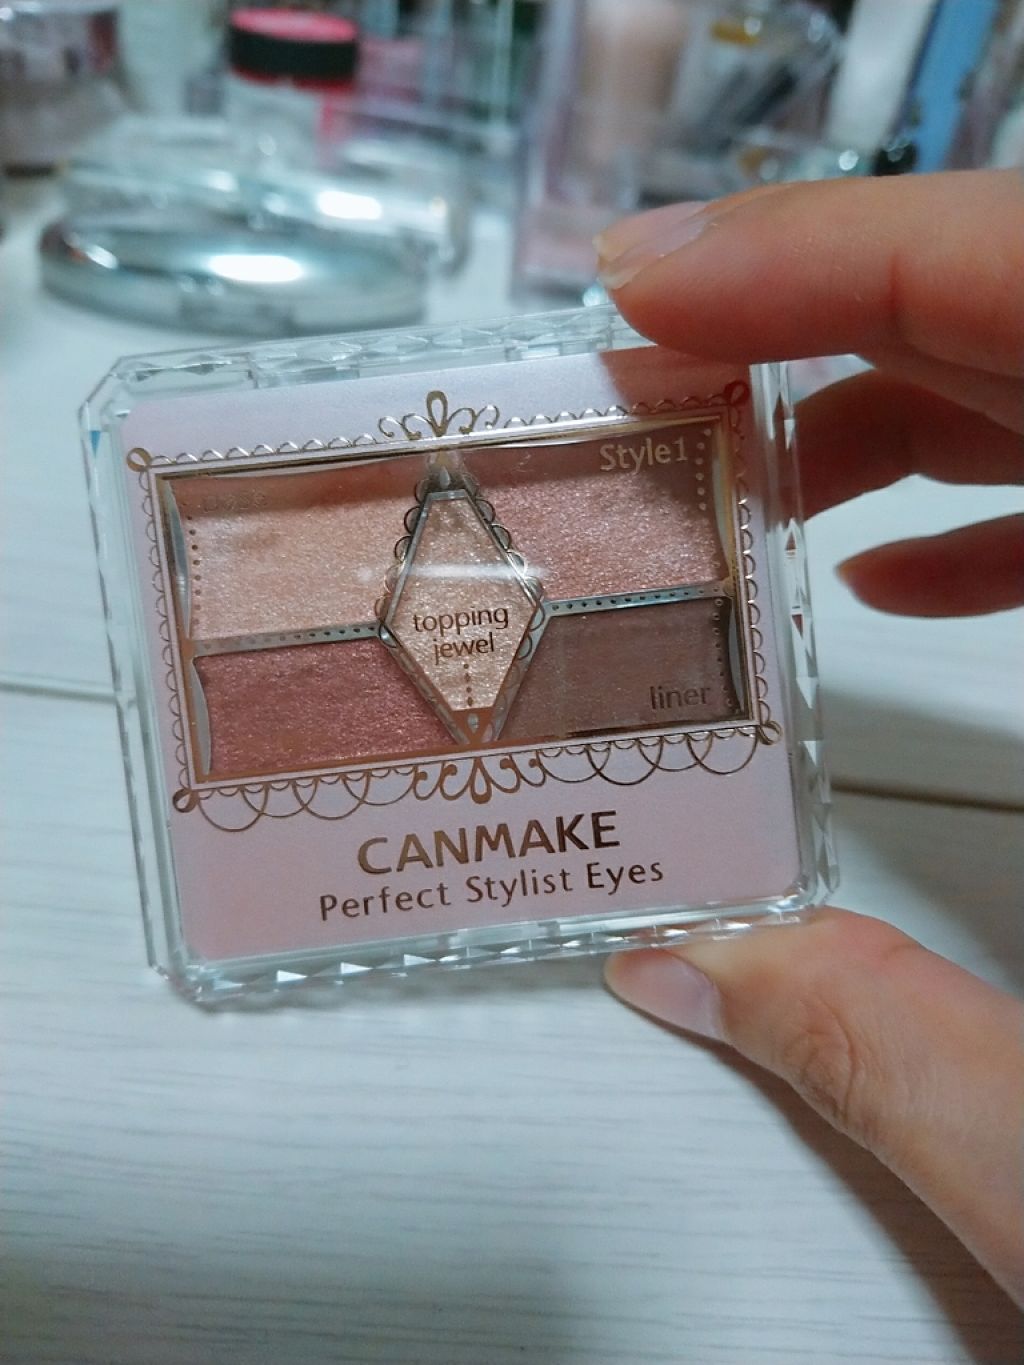 Style1
topping
jewel
liner
CANMAKE
Perfect Stylist Eyes